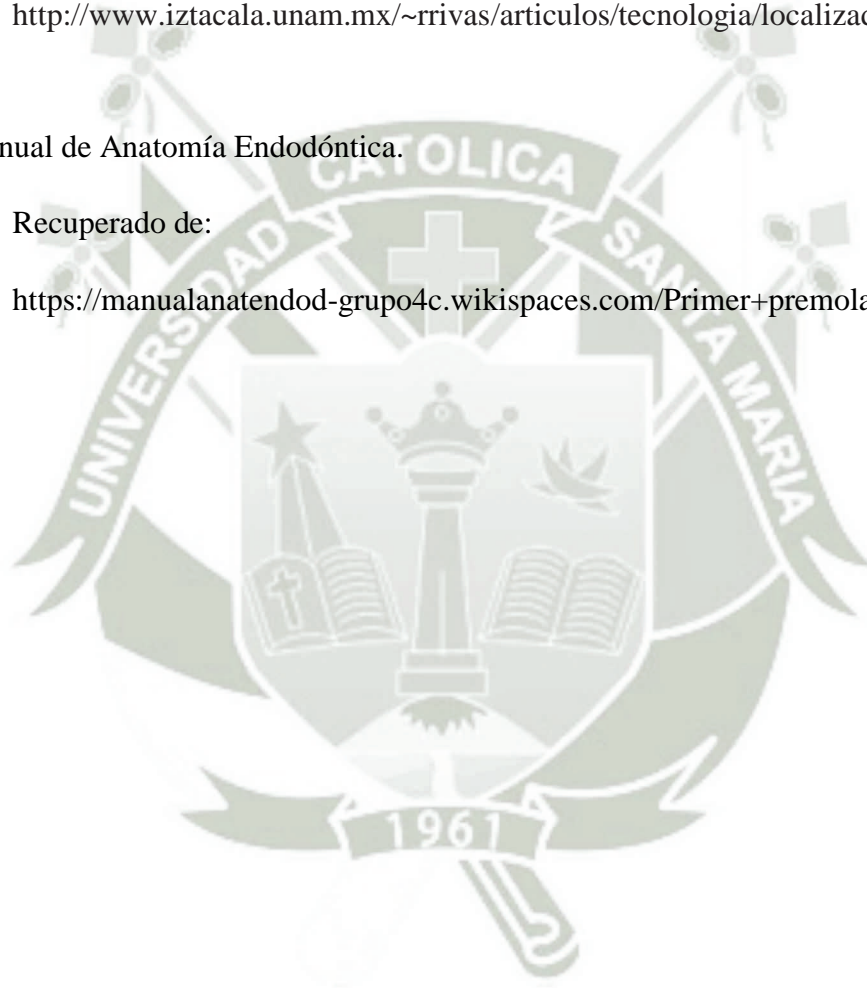 http://www.iztacala.unam.mx/~rrivas/articulos/tecnologia/localizac
nual de Anatomía Endodóntica.
Recuperado de:
https://manualanatendod-grupo4c.wikispaces.com/Primer+premola
UNIVERSIDAD CATOLICA SANTA MARIA
1961